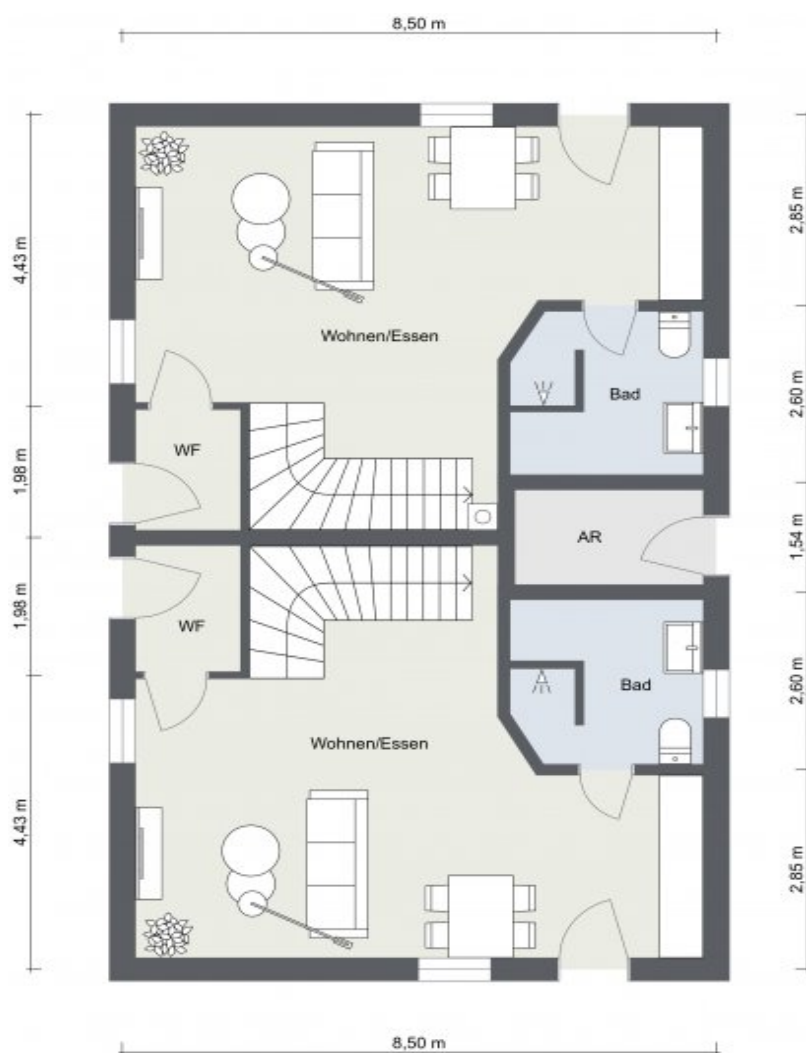 8,50 m
2,85 m
4,43 m
Wohnen/Essen
Bad
2,60 m
WF
1,98 m
AR
1,54 m
1,98 m
WF
Bad
2,60 m
Wohnen/Essen
4,43 m
2,85 m
8,50 m